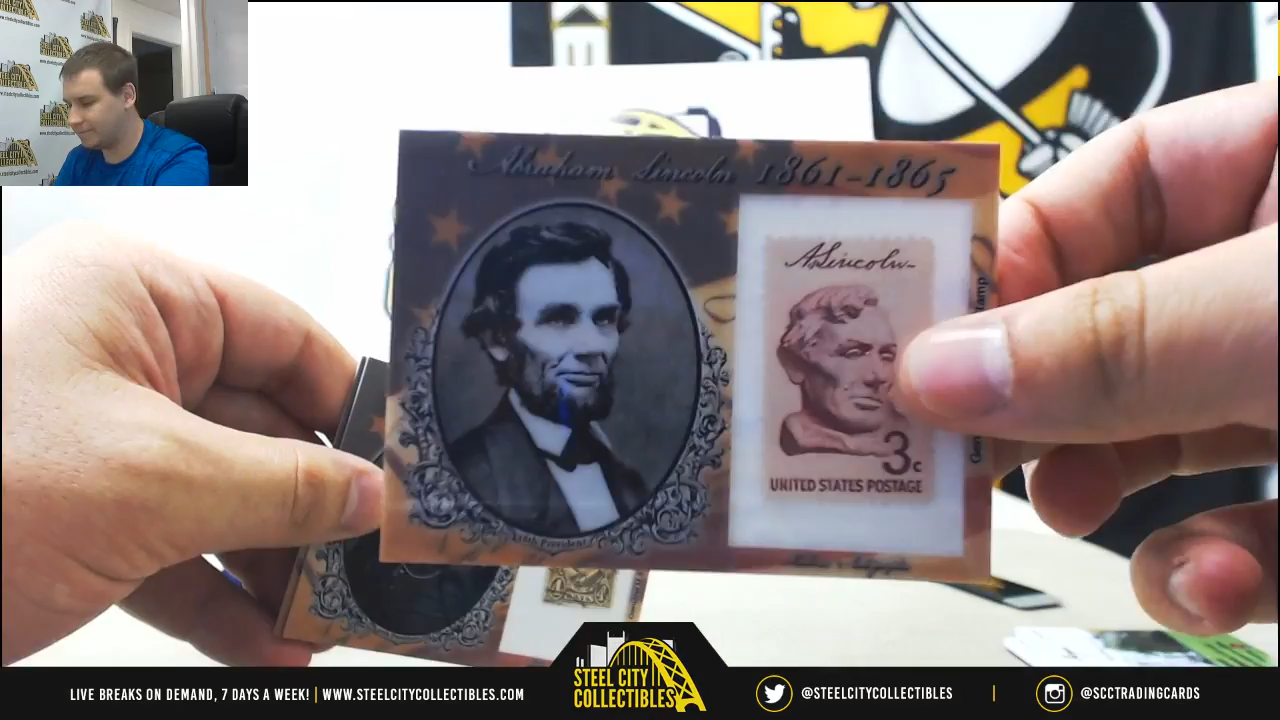 Abraham Lincoln 1861-1865
A. Lincoln
3c
UNITED STATES POSTAGE
16th President
STEEL CITY
COLLECTIBLES
LIVE BREAKS ON DEMAND, 7 DAYS A WEEK! | WWW.STEELCITYCOLLECTIBLES.COM
@STEELCITYCOLLECTIBLES | @SCCTRADINGCARDS